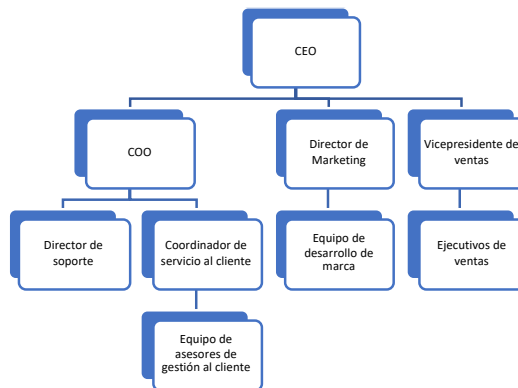 CEO
COO
Director de
Marketing
Vicepresidente de
ventas
Director de
soporte
Coordinador de
servicio al cliente
Equipo de
desarrollo de
marca
Ejecutivos de
ventas
Equipo de
asesores de
gestión al cliente